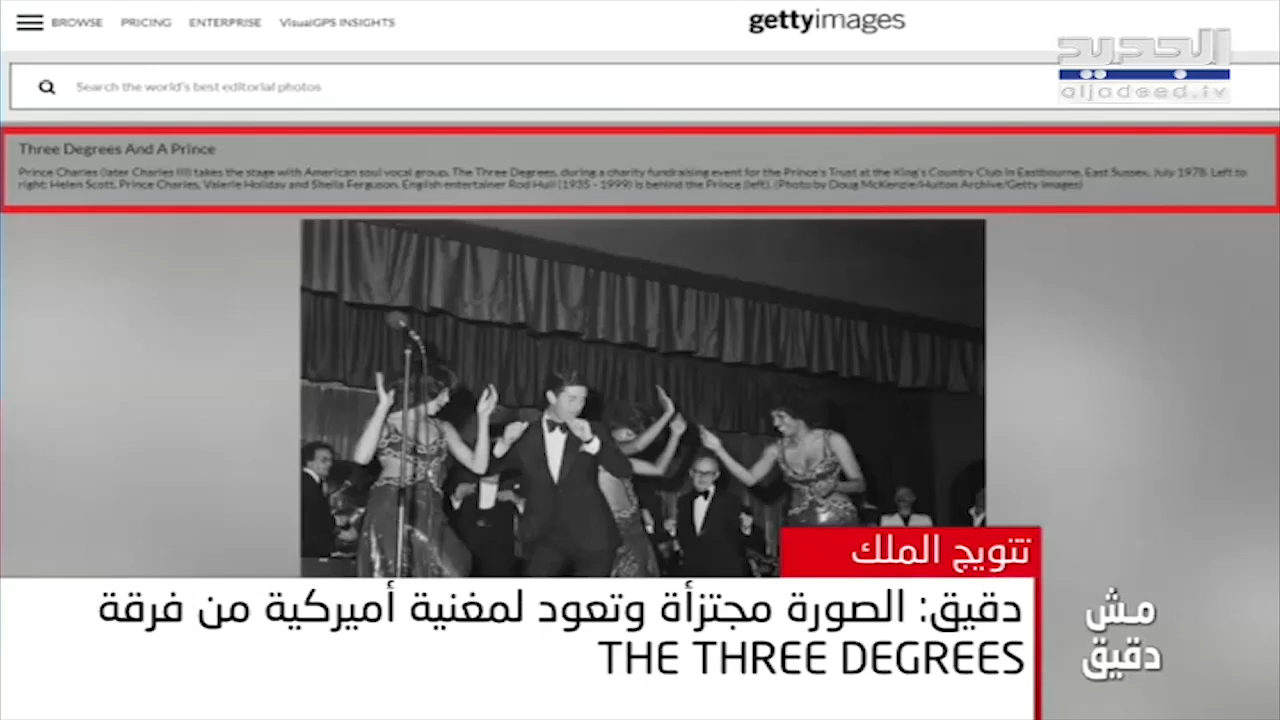 BROWSE PRICING ENTERPRISE VisualGPS INSIGHTS
gettyimages
الجديد
aljadeed.tv
Search the world's best editorial photos
Three Degrees And A Prince
Prince Charles (later Charles III) takes the stage with American soul vocal group, The Three Degrees, during a charity fundraising event for the Prince's Trust at the King's Country Club in Eastbourne, East Sussex, July 1978. Left to
right: Helen Scott, Prince Charles, Valerie Holiday and Sheila Ferguson. English entertainer Rod Hull (1935 - 1999) is behind the Prince (left). (Photo by Doug McKenzie/Hulton Archive/Getty Images)
تتويج الملك
دقيق: الصورة مجتزأة وتعود لمغنية أميركية من فرقة
THE THREE DEGREES
مش
دقيق